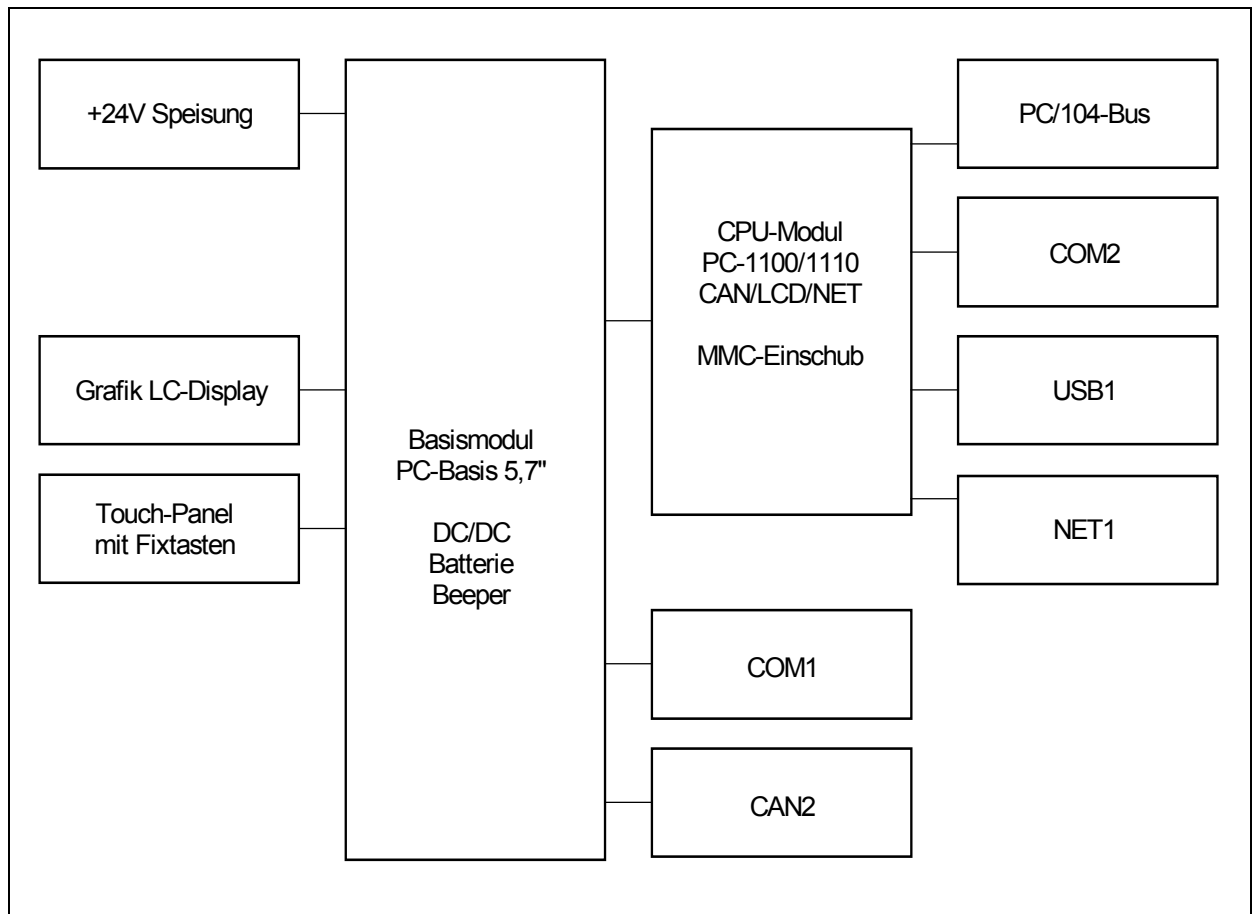 +24V Speisung
Grafik LC-Display
Touch-Panel
mit Fixtasten
Basismodul
PC-Basis 5,7"
DC/DC
Batterie
Beeper
CPU-Modul
PC-1100/1110
CAN/LCD/NET
MMC-Einschub
COM1
CAN2
PC/104-Bus
COM2
USB1
NET1